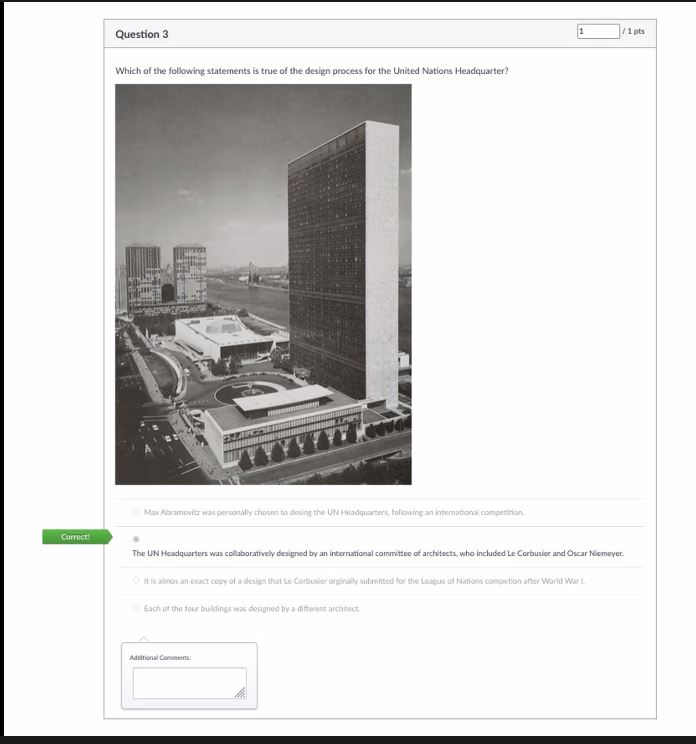 Question 3
1 / 1 pts
Which of the following statements is true of the design process for the United Nations Headquarter?
Max Abramovitz was personally chosen to desing the UN Headquarters, following an international competition.
Correct!
The UN Headquarters was collaboratively designed by an international committee of architects, who included Le Corbusier and Oscar Niemeyer.
It is almos an exact copy of a design that Le Corbusier orginally submitted for the League of Nations competion after World War I.
Each of the four buildings was designed by a different architect.
Additional Comments: